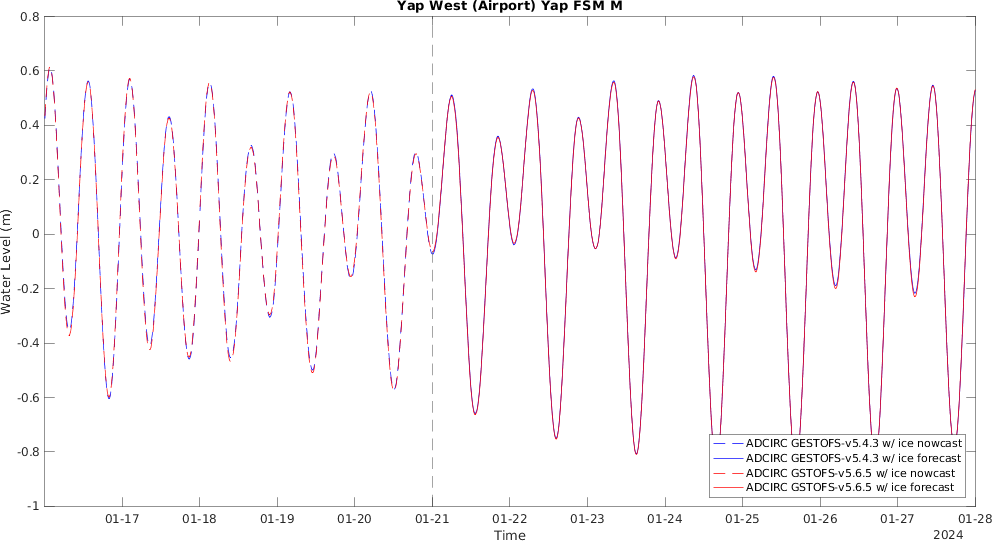 Yap West (Airport) Yap FSM M
0.8
0.6
0.4
0.2
0
-0.2
-0.4
-0.6
-0.8
-1
Water Level (m)
ADCIRC GESTOFS-v5.4.3 w/ ice nowcast
ADCIRC GESTOFS-v5.4.3 w/ ice forecast
ADCIRC GSTOFS-v5.6.5 w/ ice nowcast
ADCIRC GSTOFS-v5.6.5 w/ ice forecast
01-17 01-18 01-19 01-20 01-21 01-22 01-23 01-24 01-25 01-26 01-27 01-28
Time
2024